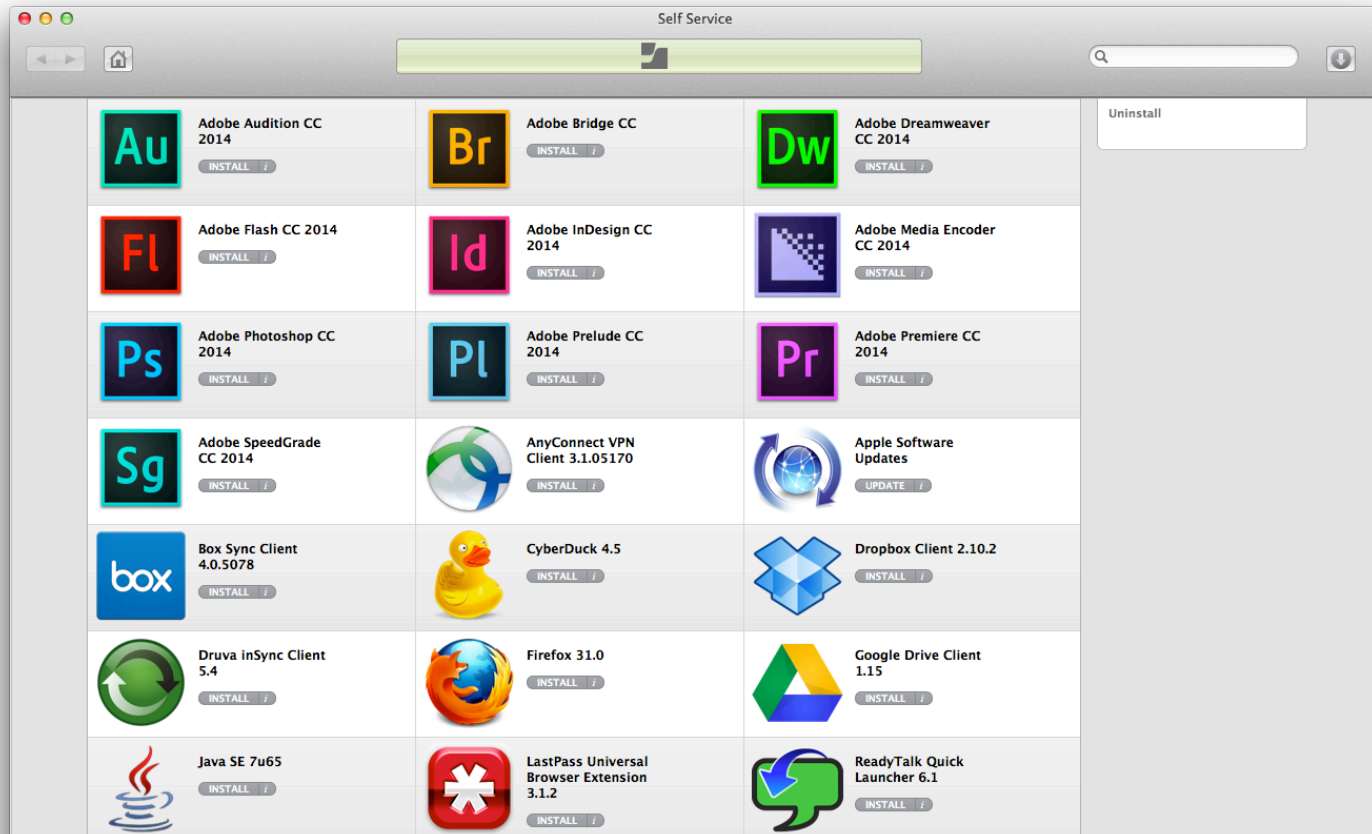 Self Service
Uninstall
Au
Adobe Audition CC
2014
INSTALL i
Br
Adobe Bridge CC
INSTALL i
Dw
Adobe Dreamweaver
CC 2014
INSTALL i
Fl
Adobe Flash CC 2014
INSTALL i
Id
Adobe InDesign CC
2014
INSTALL i
Adobe Media Encoder
CC 2014
INSTALL i
Ps
Adobe Photoshop CC
2014
INSTALL i
Pl
Adobe Prelude CC
2014
INSTALL i
Pr
Adobe Premiere CC
2014
INSTALL i
Sg
Adobe SpeedGrade
CC 2014
INSTALL i
AnyConnect VPN
Client 3.1.05170
INSTALL i
Apple Software
Updates
UPDATE i
box
Box Sync Client
4.0.5078
INSTALL i
CyberDuck 4.5
INSTALL i
Dropbox Client 2.10.2
INSTALL i
Druva inSync Client
5.4
INSTALL i
Firefox 31.0
INSTALL i
Google Drive Client
1.15
INSTALL i
Java SE 7u65
INSTALL i
LastPass Universal
Browser Extension
3.1.2
INSTALL i
ReadyTalk Quick
Launcher 6.1
INSTALL i